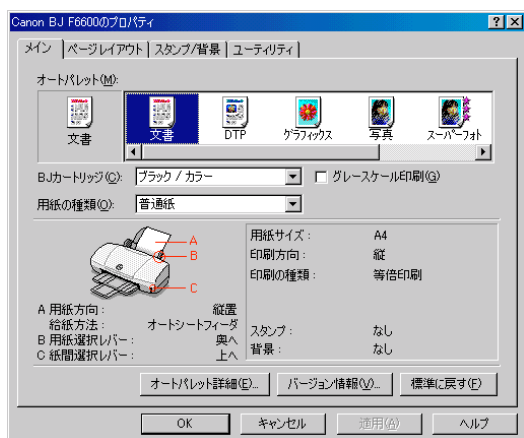 Canon BJ F6600のプロパティ
メイン ページレイアウト スタンプ/背景 ユーティリティ
オートパレット(M):
文書 文書 DTP グラフィックス 写真 スーパーフォト
BJカートリッジ(C): ブラック / カラー グレースケール印刷(G)
用紙の種類(O): 普通紙
A
B
C
A 用紙方向: 縦置
給紙方法: オートシートフィーダ
B 用紙選択レバー: 奥へ
C 紙間選択レバー: 上へ
用紙サイズ: A4
印刷方向: 縦
印刷の種類: 等倍印刷
スタンプ: なし
背景: なし
オートパレット詳細(E)... バージョン情報(V)... 標準に戻す(F)
OK キャンセル 適用(A) ヘルプ